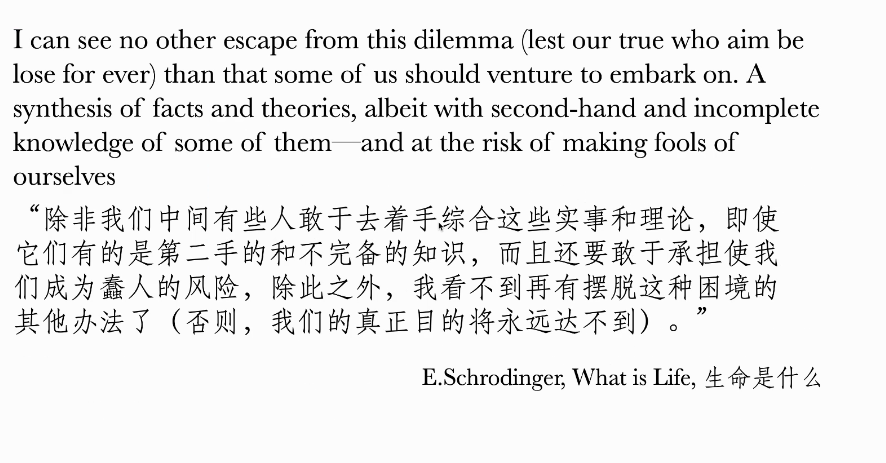 I can see no other escape from this dilemma (lest our true who aim be
lose for ever) than that some of us should venture to embark on. A
synthesis of facts and theories, albeit with second-hand and incomplete
knowledge of some of them—and at the risk of making fools of
ourselves
“除非我们中间有些人敢于去着手综合这些实事和理论，即使
它们有的是第二手的和不完备的知识，而且还要敢于承担使我
们成为蠢人的风险，除此之外，我看不到再有摆脱这种困境的
其他办法了（否则，我们的真正目的将永远达不到）。”
E.Schrodinger, What is Life, 生命是什么